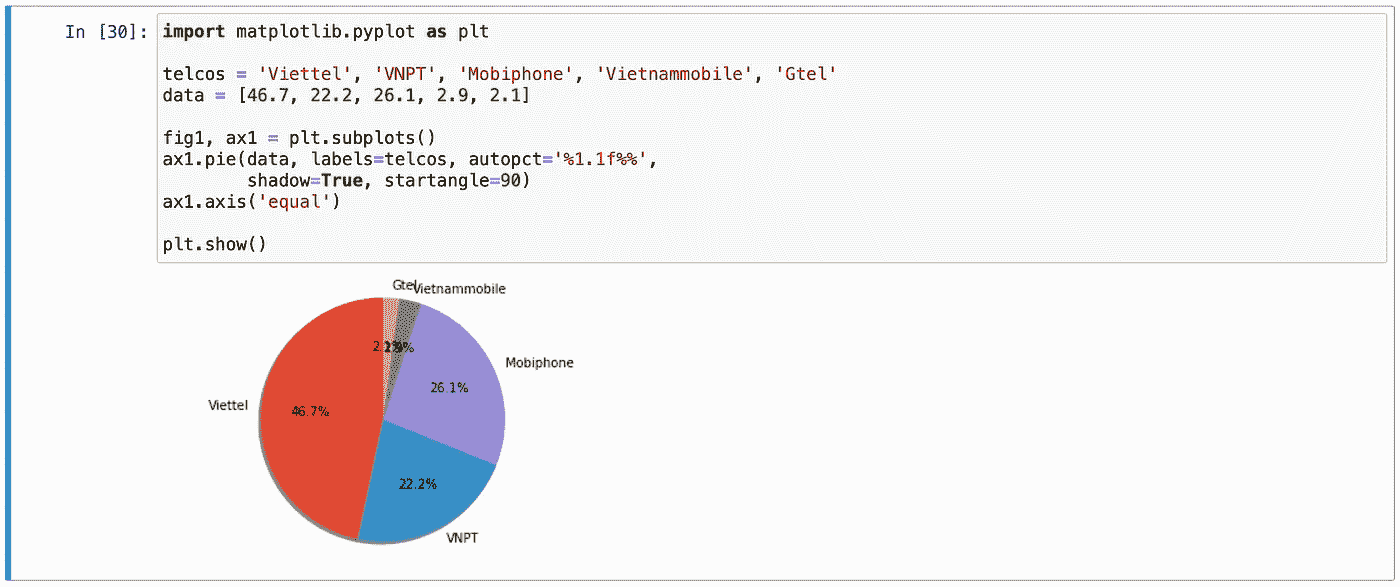 In [30]:
import matplotlib.pyplot as plt
telcos = 'Viettel', 'VNPT', 'Mobiphone', 'Vietnammobile', 'Gtel'
data = [46.7, 22.2, 26.1, 2.9, 2.1]
fig1, ax1 = plt.subplots()
ax1.pie(data, labels=telcos, autopct='%1.1f%%',
shadow=True, startangle=90)
ax1.axis('equal')
plt.show()
Gtel
Vietnammobile
Mobiphone
26.1%
Viettel
46.7%
22.2%
VNPT